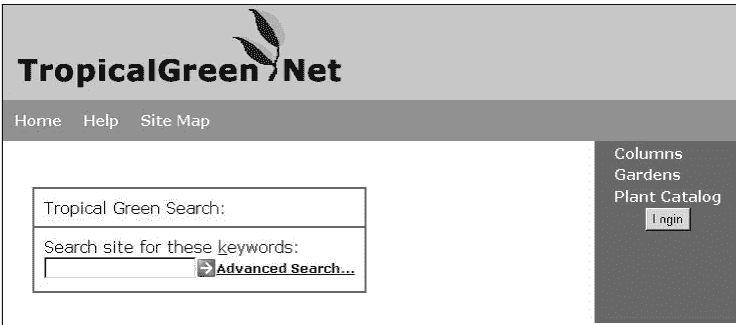 TropicalGreen Net
Home Help Site Map
Columns
Gardens
Plant Catalog
Login
Tropical Green Search:
Search site for these keywords:
Advanced Search...